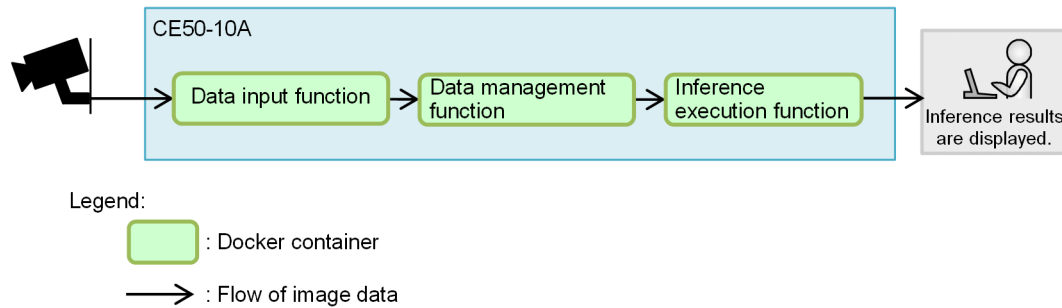 CE50-10A
Data input function
Data management
function
Inference
execution function
Inference results
are displayed.
Legend:
: Docker container
: Flow of image data